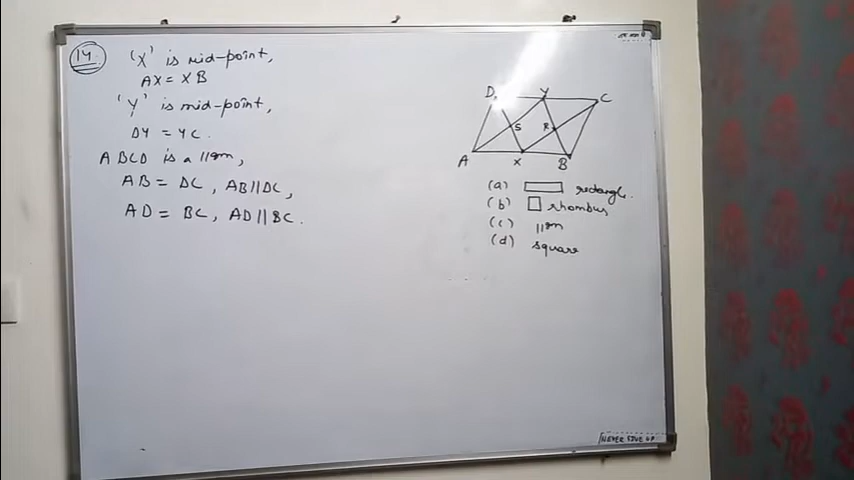 14
'X' is mid-point,
AX = XB
'Y' is mid-point,
DY = YC.
ABCD is a ||gm,
AB = DC, AB||DC,
AD = BC, AD||BC.
D Y C
S R
A X B
(a) rectangle.
(b) rhombus
(c) ||gm
(d) square
NEVER GIVE UP